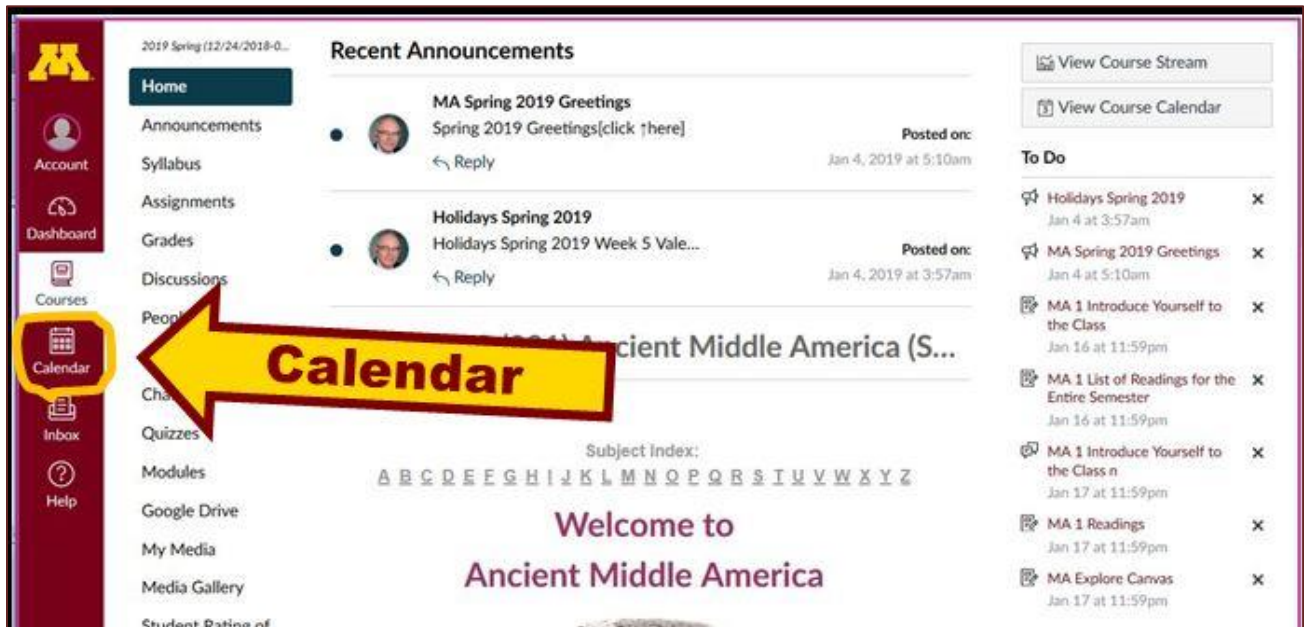 M
Account
Dashboard
Courses
Calendar
Inbox
Help
2019 Spring (12/24/2018-0...
Home
Announcements
Syllabus
Assignments
Grades
Discussions
Peop
Cha
Quizzes
Modules
Google Drive
My Media
Media Gallery
Student Rating of
Recent Announcements
MA Spring 2019 Greetings
Spring 2019 Greetings[click ↑here]
Reply
Posted on:
Jan 4, 2019 at 5:10am
Holidays Spring 2019
Holidays Spring 2019 Week 5 Vale...
Reply
Posted on:
Jan 4, 2019 at 3:57am
Calendar
cient Middle America (S...
Subject Index:
A B C D E F G H I J K L M N O P Q R S T U V W X Y Z
Welcome to
Ancient Middle America
View Course Stream
View Course Calendar
To Do
Holidays Spring 2019
Jan 4 at 3:57am
MA Spring 2019 Greetings
Jan 4 at 5:10am
MA 1 Introduce Yourself to
the Class
Jan 16 at 11:59pm
MA 1 List of Readings for the
Entire Semester
Jan 16 at 11:59pm
MA 1 Introduce Yourself to
the Class n
Jan 17 at 11:59pm
MA 1 Readings
Jan 17 at 11:59pm
MA Explore Canvas
Jan 17 at 11:59pm